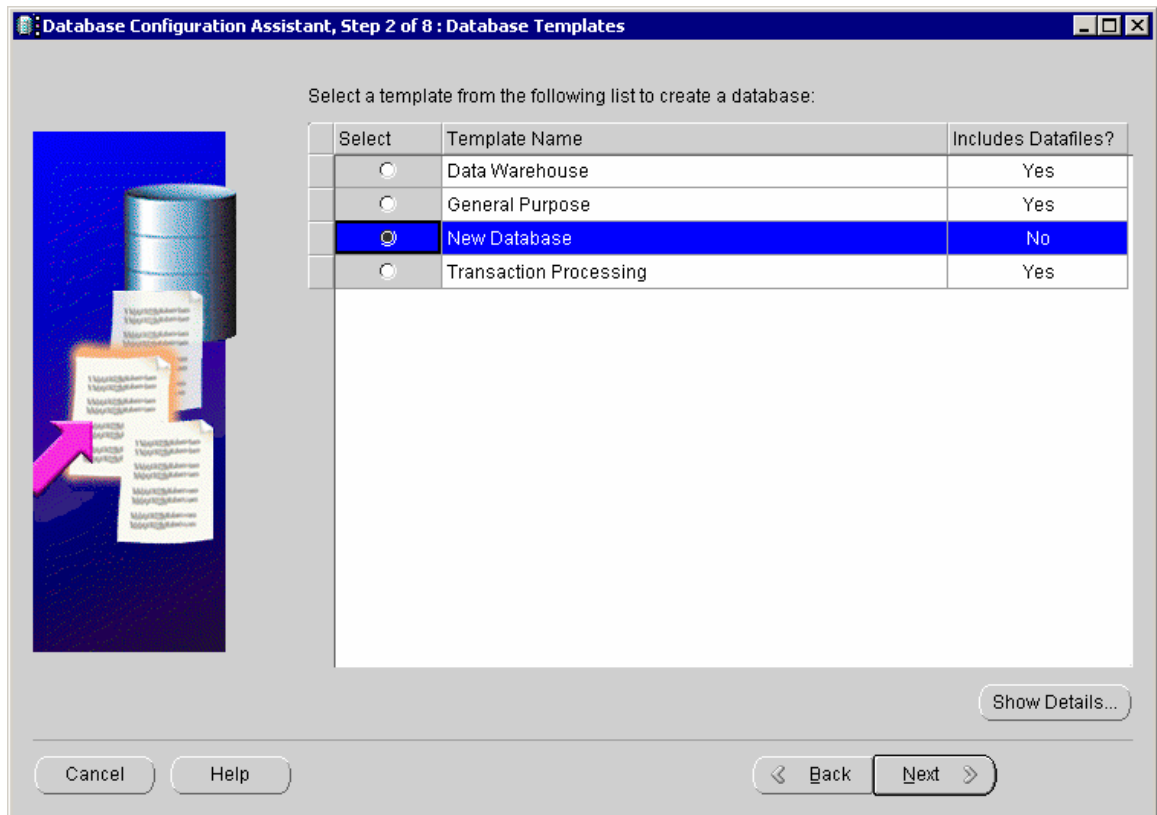 Database Configuration Assistant, Step 2 of 8 : Database Templates
Select a template from the following list to create a database:
Select Template Name Includes Datafiles?
Data Warehouse Yes
General Purpose Yes
New Database No
Transaction Processing Yes
Show Details...
Cancel Help Back Next